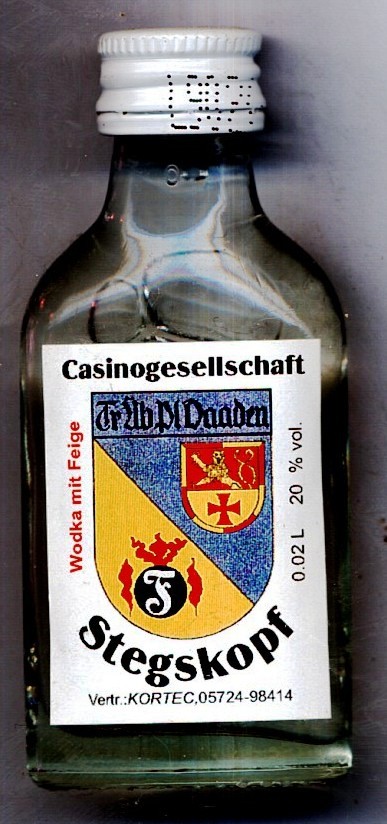 Casinogesellschaft
Tr Üb Pl Daaden
Wodka mit Feige
0.02 L 20 % vol.
Stegskopf
Vertr.:KORTEC,05724-98414